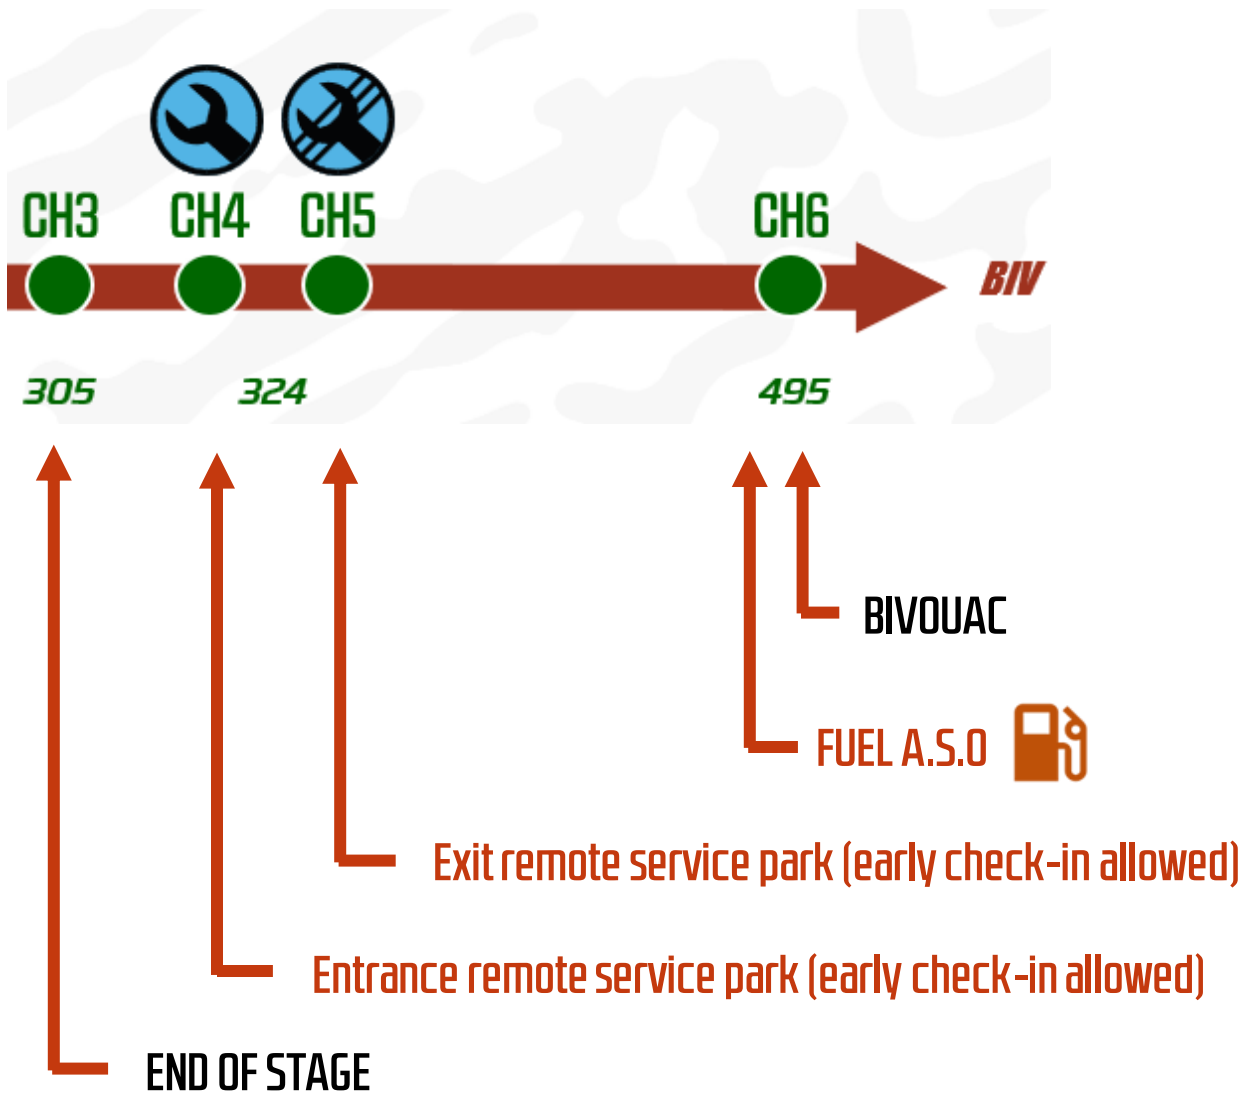 CH3 CH4 CH5 CH6
BIV
305 324 495
BIVOUAC
FUEL A.S.O
Exit remote service park (early check-in allowed)
Entrance remote service park (early check-in allowed)
END OF STAGE